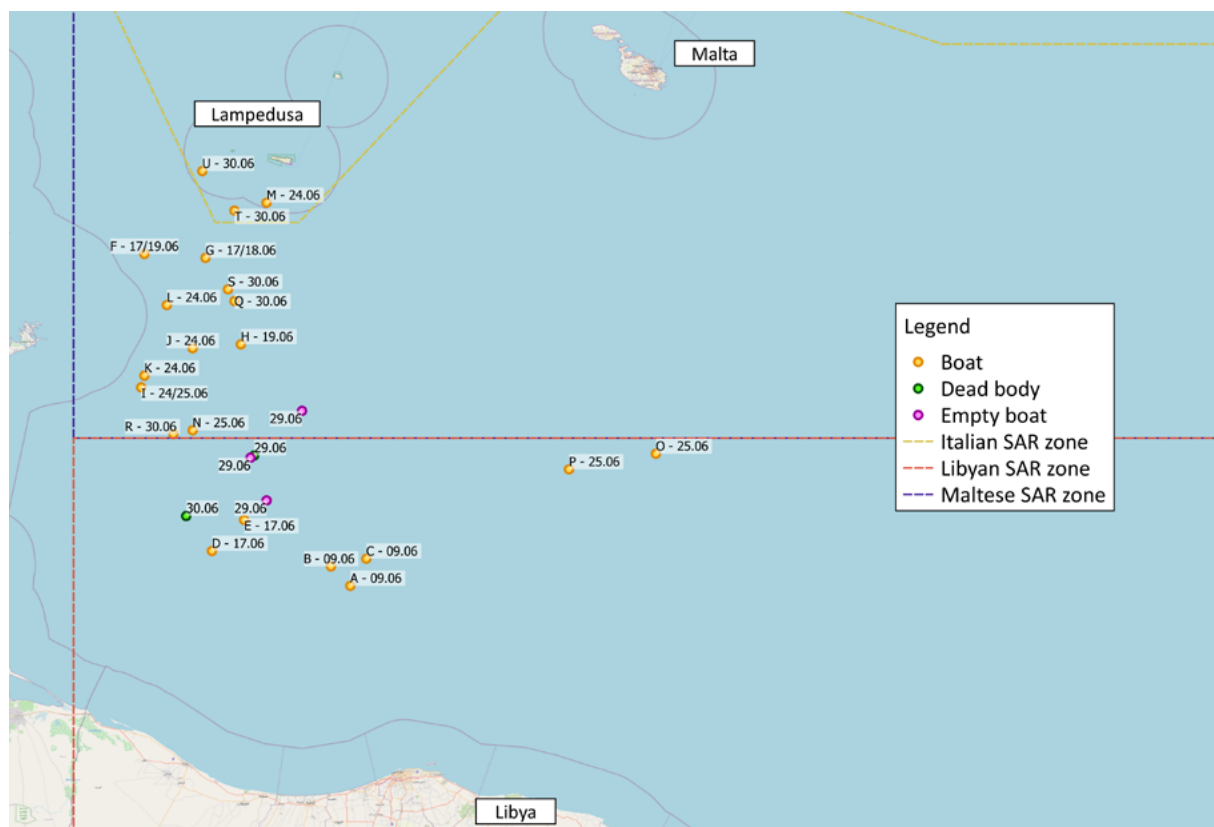 Malta
Lampedusa
U - 30.06
M - 24.06
T - 30.06
F - 17/19.06
G - 17/18.06
S - 30.06
L - 24.06
Q - 30.06
H - 19.06
J - 24.06
K - 24.06
I - 24/25.06
29.06
N - 25.06
R - 30.06
29.06
O - 25.06
29.06
P - 25.06
30.06
29.06
E - 17.06
D - 17.06
C - 09.06
B - 09.06
A - 09.06
Legend
Boat
Dead body
Empty boat
Italian SAR zone
Libyan SAR zone
Maltese SAR zone
Libya